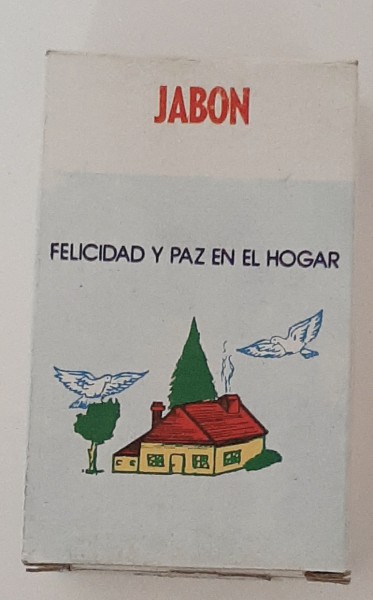 JABON
FELICIDAD Y PAZ EN EL HOGAR